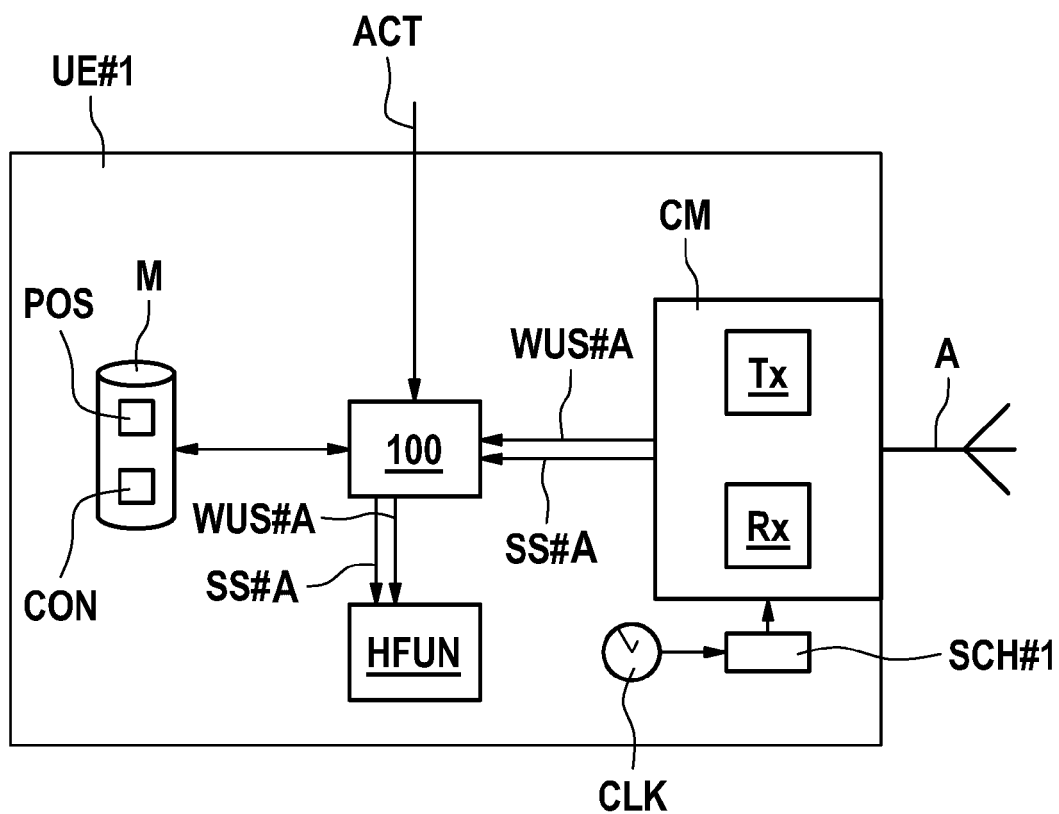 ACT
UE#1
CM
M
POS
WUS#A
A
Tx
100
WUS#A
Rx
SS#A
SS#A
CON
HFUN
SCH#1
CLK